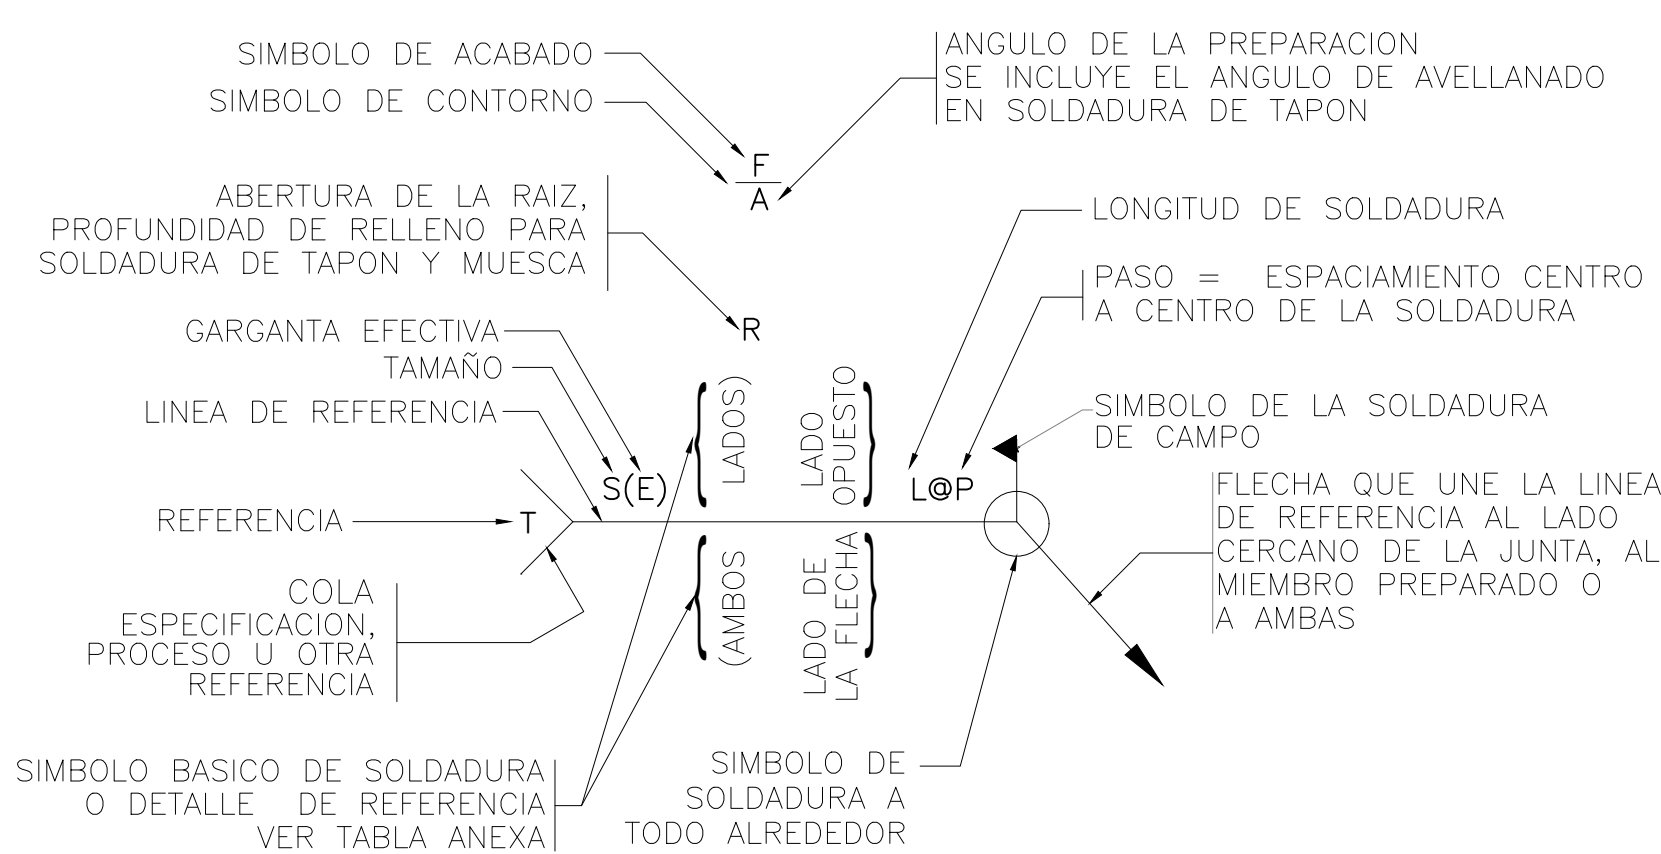 SIMBOLO DE ACABADO
SIMBOLO DE CONTORNO
ANGULO DE LA PREPARACION
SE INCLUYE EL ANGULO DE AVELLANADO
EN SOLDADURA DE TAPON
F
A
ABERTURA DE LA RAIZ,
PROFUNDIDAD DE RELLENO PARA
SOLDADURA DE TAPON Y MUESCA
R
LONGITUD DE SOLDADURA
PASO = ESPACIAMIENTO CENTRO
A CENTRO DE LA SOLDADURA
GARGANTA EFECTIVA
TAMAÑO
LINEA DE REFERENCIA
S(E)
LADOS)
LADO
OPUESTO
L@P
SIMBOLO DE LA SOLDADURA
DE CAMPO
REFERENCIA
T
(AMBOS
LADO DE
LA FLECHA
FLECHA QUE UNE LA LINEA
DE REFERENCIA AL LADO
CERCANO DE LA JUNTA, AL
MIEMBRO PREPARADO O
A AMBAS
COLA
ESPECIFICACION,
PROCESO U OTRA
REFERENCIA
SIMBOLO BASICO DE SOLDADURA
O DETALLE DE REFERENCIA
VER TABLA ANEXA
SIMBOLO DE
SOLDADURA A
TODO ALREDEDOR